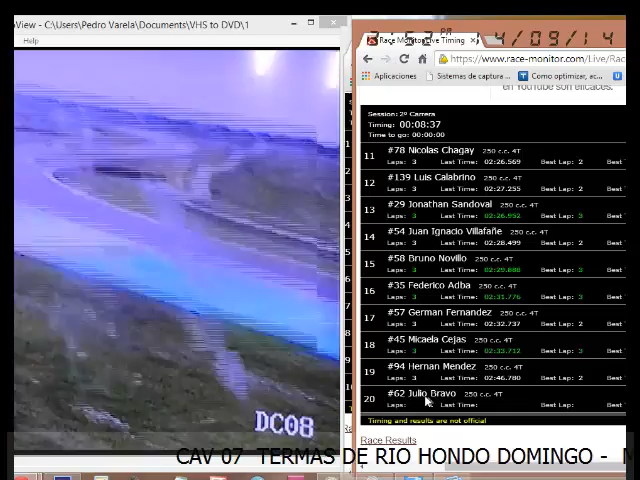 View - C:\Users\Pedro Varela\Documents\VHS to DVD\1
Help
Race Monitor
Timing
4/09/14
https://www.race-monitor.com/Live/Rac
Aplicaciones
Sistemas de captura ...
Cómo optimizar, ac...
en YouTube son eficaces.
Session: 2ª Carrera
Timing: 00:08:37
Time to go: 00:00:00
11 #78 Nicolas Chagay 250 c.c. 4T
Laps: 3 Last Time: 02:26.569 Best Lap: 2 Best
12 #139 Luis Calabrino 250 c.c. 4T
Laps: 3 Last Time: 02:27.255 Best Lap: 2 Best
13 #29 Jonathan Sandoval 250 c.c. 4T
Laps: 3 Last Time: 02:26.952 Best Lap: 3 Best
14 #54 Juan Ignacio Villafañe 250 c.c. 4T
Laps: 3 Last Time: 02:28.499 Best Lap: 2 Best
15 #58 Bruno Novillo 250 c.c. 4T
Laps: 3 Last Time: 02:29.888 Best Lap: 3 Best
16 #35 Federico Adba 250 c.c. 4T
Laps: 3 Last Time: 02:31.776 Best Lap: 3 Best
17 #57 German Fernandez 250 c.c. 4T
Laps: 3 Last Time: 02:32.737 Best Lap: 2 Best
18 #45 Micaela Cejas 250 c.c. 4T
Laps: 3 Last Time: 02:33.712 Best Lap: 3 Best
19 #94 Hernan Mendez 250 c.c. 4T
Laps: 3 Last Time: 02:46.780 Best Lap: 2 Best
20 #62 Julio Bravo 250 c.c. 4T
Laps: Last Time: Best Lap: Best
Timing and results are not official
Race Results
DC08
CAV 07 TERMAS DE RIO HONDO DOMINGO -